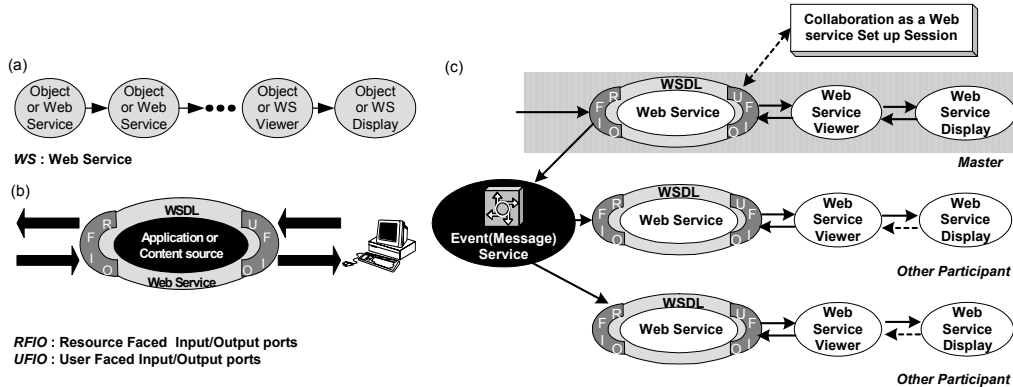 (a)
Object
or Web
Service
Object
or Web
Service
Object
or WS
Viewer
Object
or WS
Display
WS : Web Service
(b)
WSDL
R
F
I
O
Application or
Content source
U
F
I
O
Web Service
RFIO : Resource Faced Input/Output ports
UFIO : User Faced Input/Output ports
(c)
Collaboration as a Web
service Set up Session
WSDL
R
F
I
O
Web Service
U
F
I
O
Web
Service
Viewer
Web
Service
Display
Master
Event(Message)
Service
WSDL
R
F
I
O
Web Service
U
F
I
O
Web
Service
Viewer
Web
Service
Display
Other Participant
WSDL
R
F
I
O
Web Service
U
F
I
O
Web
Service
Viewer
Web
Service
Display
Other Participant